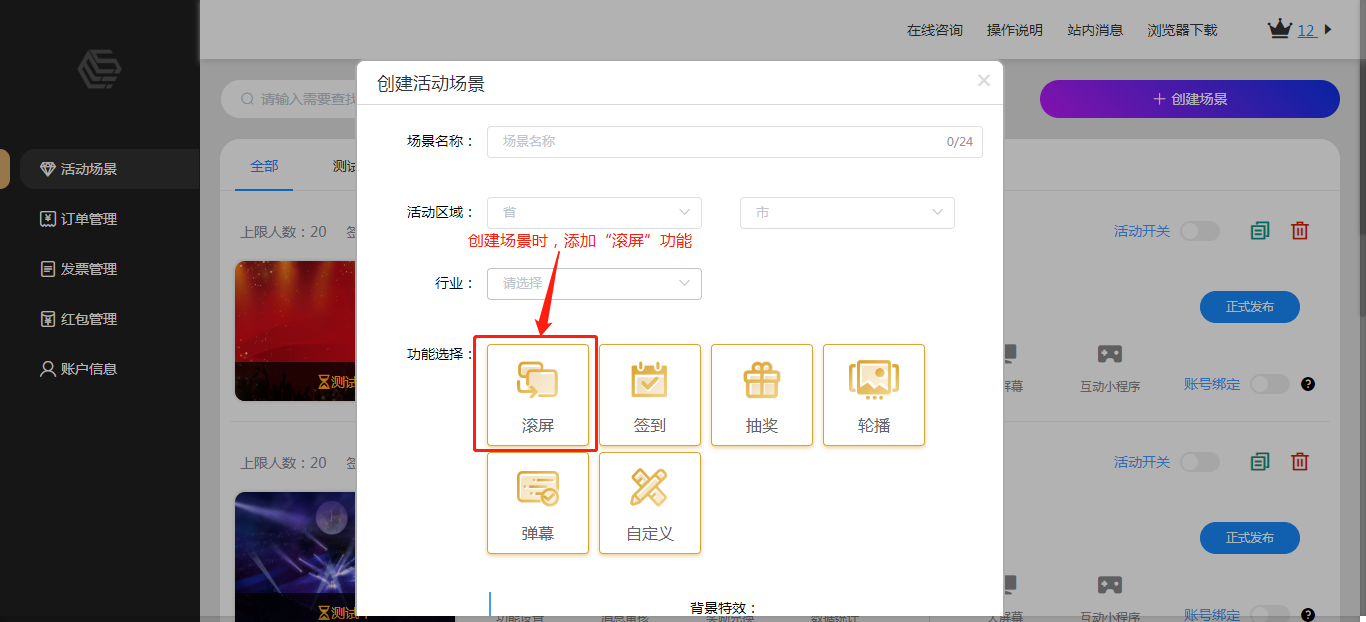 在线咨询 操作说明 站内消息 浏览器下载 12
活动场景
订单管理
发票管理
红包管理
账户信息
请输入需要查找
创建场景
全部 测试
上限人数：20
活动开关
正式发布
测试
互动小程序
账号绑定
上限人数：20
活动开关
正式发布
测试
互动小程序
账号绑定
创建活动场景
场景名称：
场景名称
0/24
活动区域：
省
市
创建场景时，添加“滚屏”功能
行业：
请选择
功能选择：
滚屏
签到
抽奖
轮播
弹幕
自定义
背景特效：